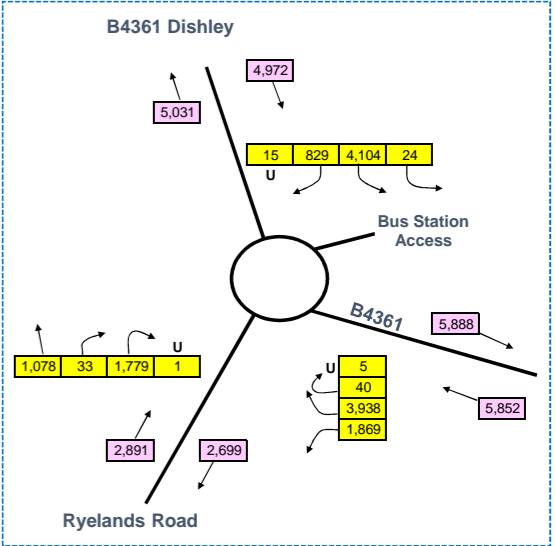 B4361 Dishley
4,972
5,031
15 829 4,104 24
U
Bus Station
Access
B4361
5,888
U
1,078 33 1,779 1
U 5
40
3,938
1,869
5,852
2,891
2,699
Ryelands Road